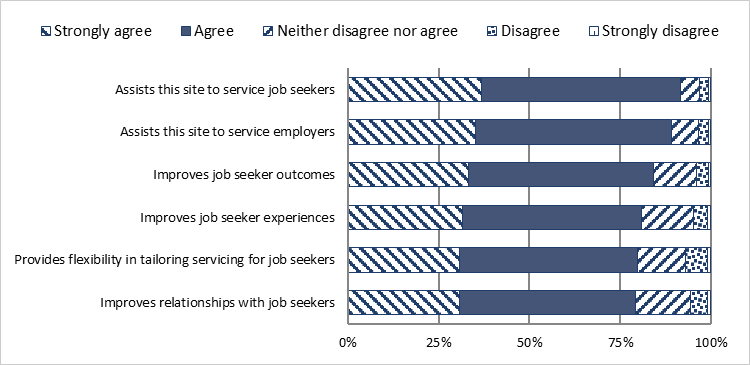 Strongly agree Agree Neither disagree nor agree Disagree Strongly disagree
Assists this site to service job seekers
Assists this site to service employers
Improves job seeker outcomes
Improves job seeker experiences
Provides flexibility in tailoring servicing for job seekers
Improves relationships with job seekers
0% 25% 50% 75% 100%